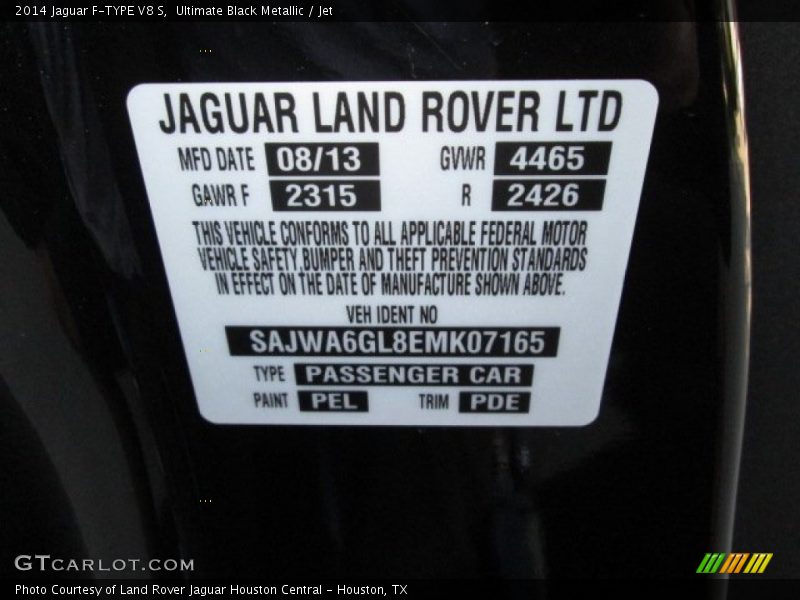 2014 Jaguar F-TYPE V8 S, Ultimate Black Metallic / Jet
JAGUAR LAND ROVER LTD
MFD DATE 08/13 GVWR 4465
GAWR F 2315 R 2426
THIS VEHICLE CONFORMS TO ALL APPLICABLE FEDERAL MOTOR
VEHICLE SAFETY, BUMPER AND THEFT PREVENTION STANDARDS
IN EFFECT ON THE DATE OF MANUFACTURE SHOWN ABOVE.
VEH IDENT NO
SAJWA6GL8EMK07165
TYPE PASSENGER CAR
PAINT PEL TRIM PDE
GTCARLOT.COM
Photo Courtesy of Land Rover Jaguar Houston Central - Houston, TX